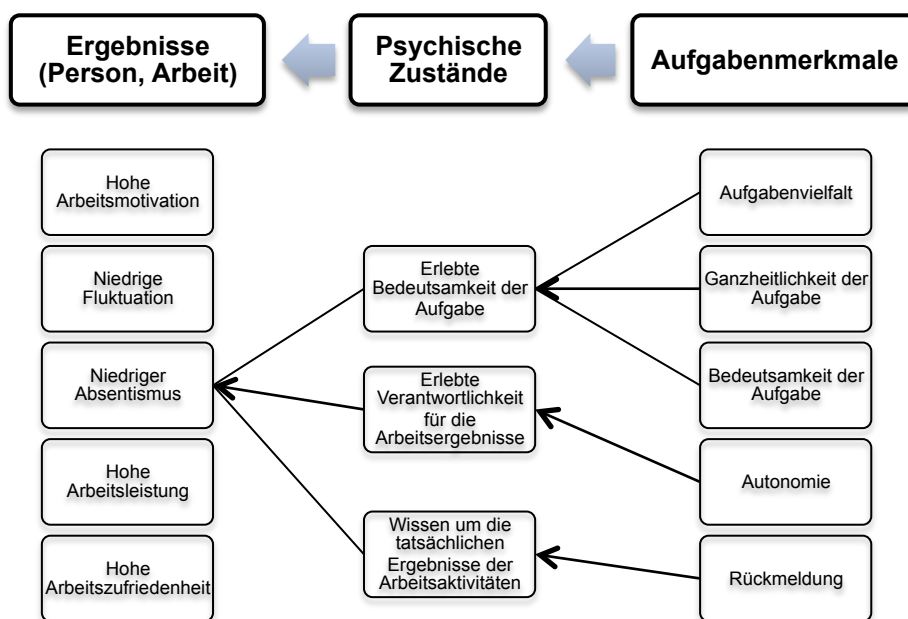 Ergebnisse
(Person, Arbeit)
Psychische
Zustände
Aufgabenmerkmale
Hohe
Arbeitsmotivation
Niedrige
Fluktuation
Niedriger
Absentismus
Hohe
Arbeitsleistung
Hohe
Arbeitszufriedenheit
Erlebte
Bedeutsamkeit der
Aufgabe
Erlebte
Verantwortlichkeit
für die
Arbeitsergebnisse
Wissen um die
tatsächlichen
Ergebnisse der
Arbeitsaktivitäten
Aufgabenvielfalt
Ganzheitlichkeit der
Aufgabe
Bedeutsamkeit der
Aufgabe
Autonomie
Rückmeldung